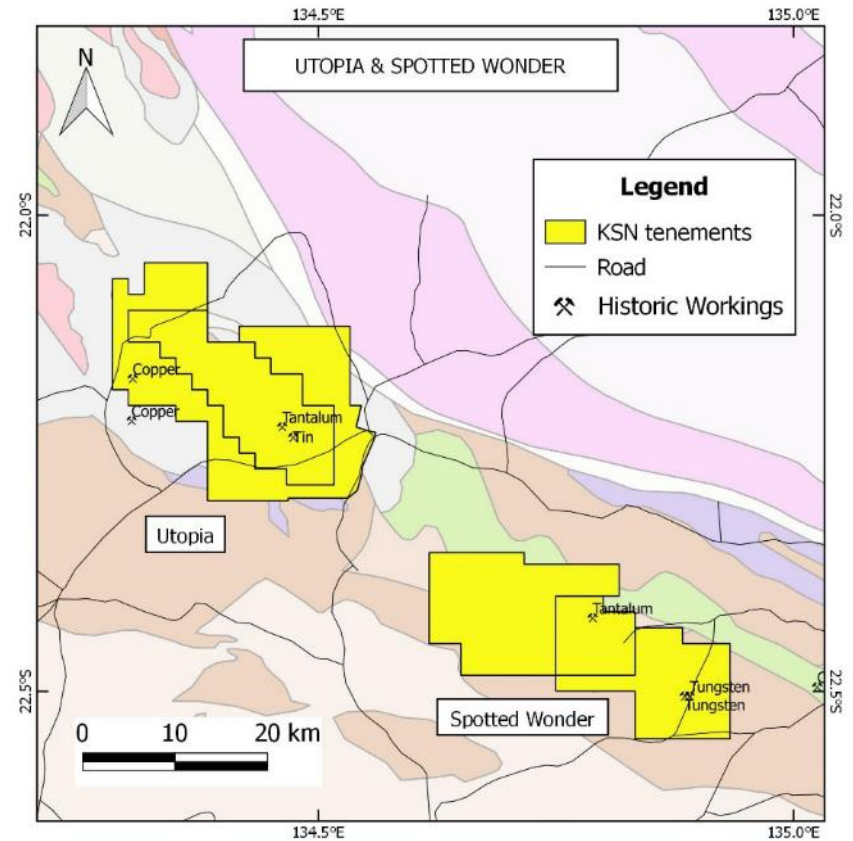 134.5°E
135.0°E
N
UTOPIA & SPOTTED WONDER
Legend
KSN tenements
Road
Historic Workings
22.0°S
22.0°S
Copper
Copper
Tantalum
Tin
Utopia
Tantalum
Tungsten
Tungsten
22.5°S
22.5°S
Spotted Wonder
0 10 20 km
134.5°E
135.0°E